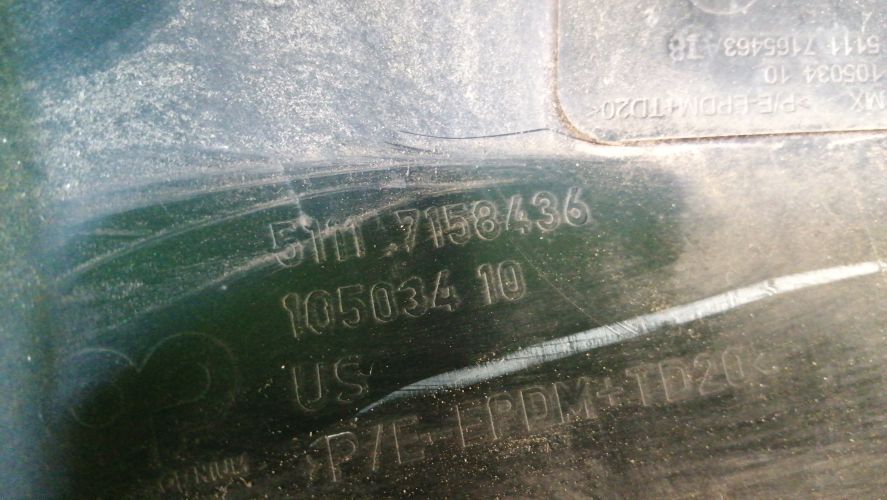 5111 7165463
105034 10
MX
>P/E-EPDM+TD20<
5111 7158436
105034 10
US
>P/E-EPDM+TD20<